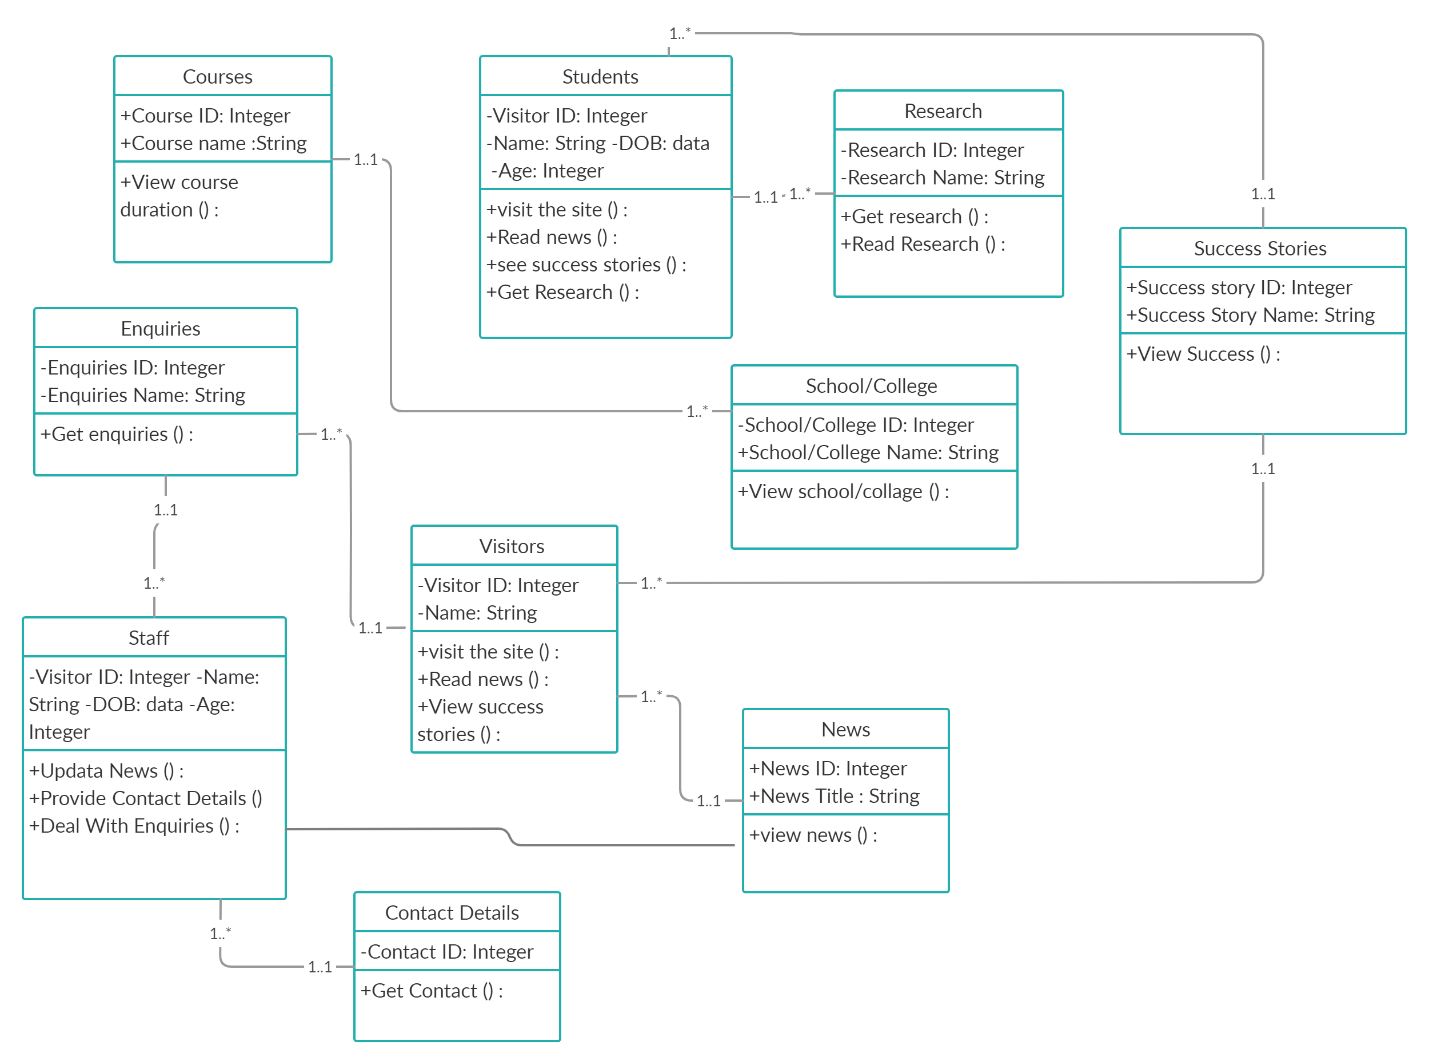 1..*
Courses
+Course ID: Integer
+Course name :String
+View course
duration () :
1..1
Students
-Visitor ID: Integer
-Name: String -DOB: data
-Age: Integer
+visit the site () :
+Read news () :
+see success stories () :
+Get Research () :
1..1
1..*
Research
-Research ID: Integer
-Research Name: String
+Get research () :
+Read Research () :
1..1
Success Stories
+Success story ID: Integer
+Success Story Name: String
+View Success () :
1..1
Enquiries
-Enquiries ID: Integer
-Enquiries Name: String
+Get enquiries () :
1..*
1..1
1..*
School/College
-School/College ID: Integer
+School/College Name: String
+View school/collage () :
1..*
Visitors
-Visitor ID: Integer
-Name: String
+visit the site () :
+Read news () :
+View success
stories () :
1..*
1..1
1..*
1..1
Staff
-Visitor ID: Integer -Name:
String -DOB: data -Age:
Integer
+Updata News () :
+Provide Contact Details ()
+Deal With Enquiries () :
News
+News ID: Integer
+News Title : String
+view news () :
1..*
1..1
Contact Details
-Contact ID: Integer
+Get Contact () :